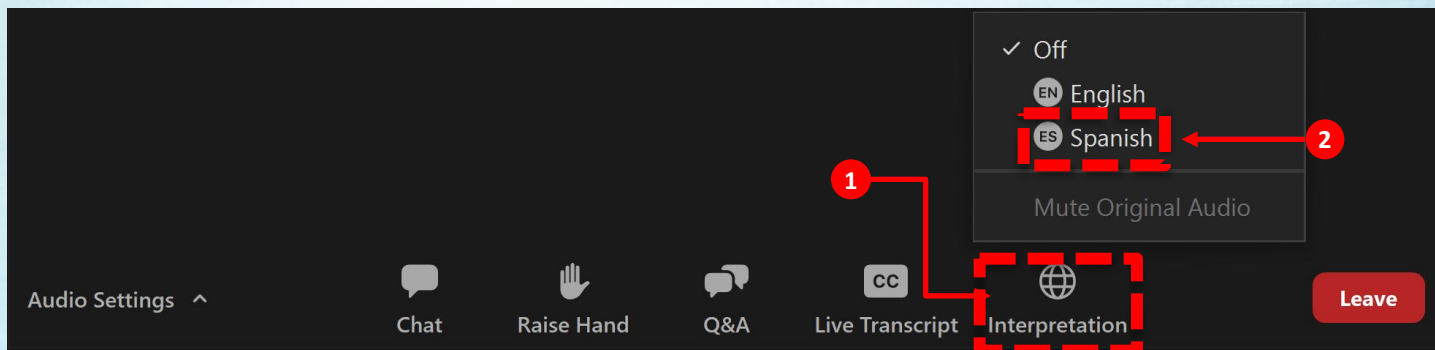 ✓ Off
EN English
ES Spanish
2
1
Mute Original Audio
Audio Settings ^
Chat
Raise Hand
Q&A
CC
Live Transcript
Interpretation
Leave